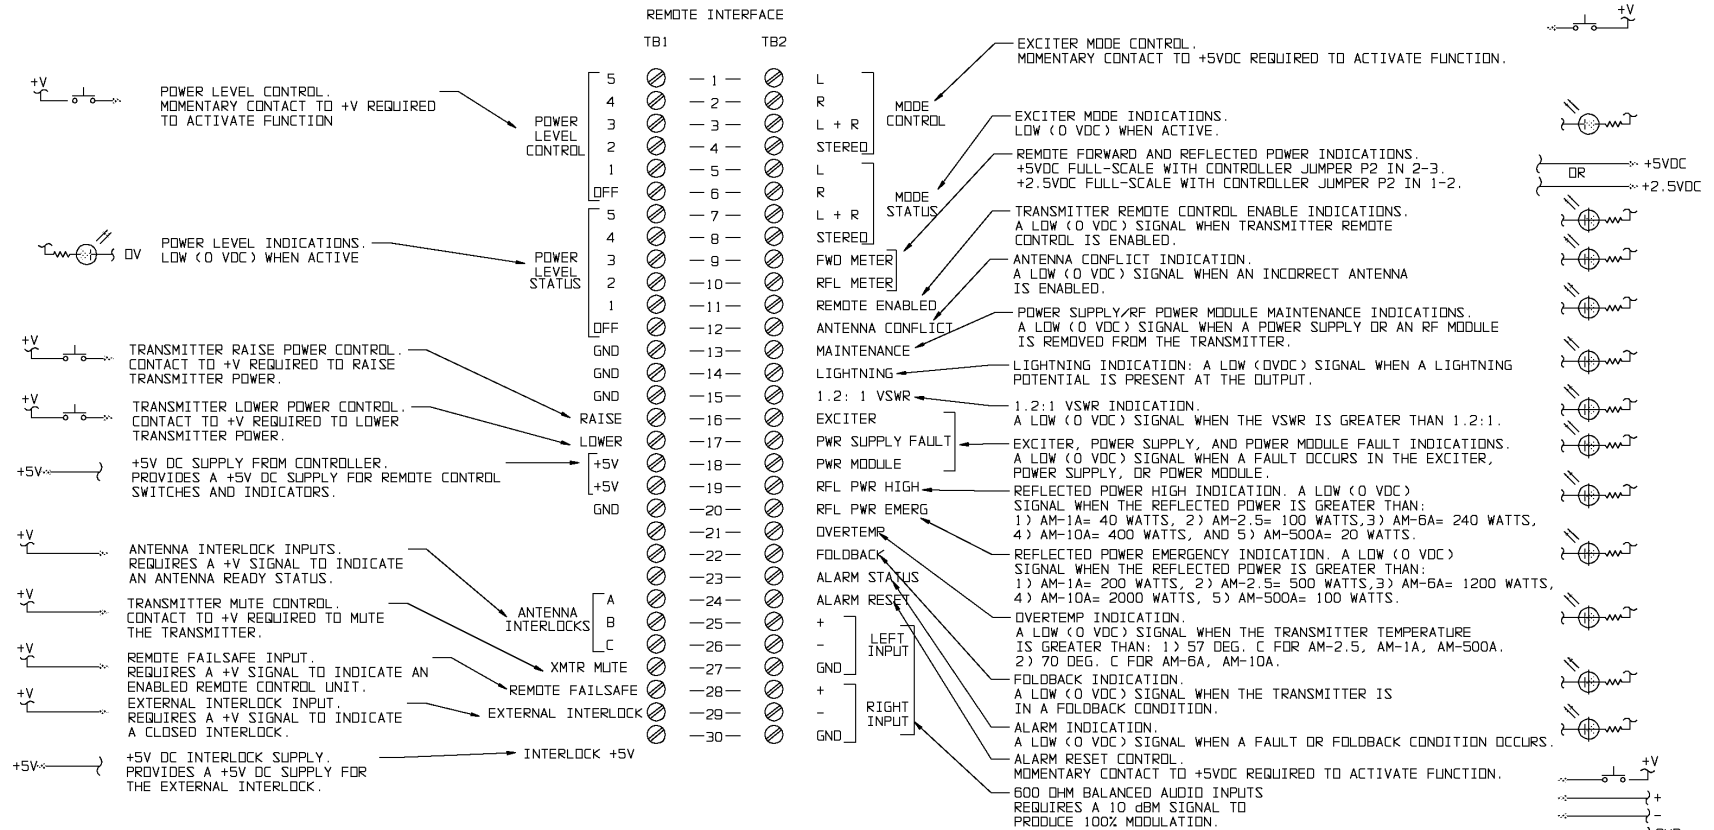 REMOTE INTERFACE
TB1 TB2
+V
POWER LEVEL CONTROL.
MOMENTARY CONTACT TO +V REQUIRED
TO ACTIVATE FUNCTION
POWER
LEVEL
CONTROL
0V
POWER LEVEL INDICATIONS.
LOW (0 VDC) WHEN ACTIVE
POWER
LEVEL
STATUS
+V
TRANSMITTER RAISE POWER CONTROL.
CONTACT TO +V REQUIRED TO RAISE
TRANSMITTER POWER.
+V
TRANSMITTER LOWER POWER CONTROL.
CONTACT TO +V REQUIRED TO LOWER
TRANSMITTER POWER.
+5V
+5V DC SUPPLY FROM CONTROLLER.
PROVIDES A +5V DC SUPPLY FOR REMOTE CONTROL
SWITCHES AND INDICATORS.
+V
ANTENNA INTERLOCK INPUTS.
REQUIRES A +V SIGNAL TO INDICATE
AN ANTENNA READY STATUS.
ANTENNA
INTERLOCKS
+V
TRANSMITTER MUTE CONTROL.
CONTACT TO +V REQUIRED TO MUTE
THE TRANSMITTER.
+V
REMOTE FAILSAFE INPUT.
REQUIRES A +V SIGNAL TO INDICATE AN
ENABLED REMOTE CONTROL UNIT.
+V
EXTERNAL INTERLOCK INPUT.
REQUIRES A +V SIGNAL TO INDICATE
A CLOSED INTERLOCK.
+5V
+5V DC INTERLOCK SUPPLY.
PROVIDES A +5V DC SUPPLY FOR
THE EXTERNAL INTERLOCK.
5 1 L
4 2 R
3 3 L + R
2 4 STEREO
1 5 L
OFF 6 R
5 7 L + R
4 8 STEREO
3 9 FWD METER
2 10 RFL METER
1 11 REMOTE ENABLED
OFF 12 ANTENNA CONFLICT
GND 13 MAINTENANCE
GND 14 LIGHTNING
GND 15 1.2: 1 VSWR
RAISE 16 EXCITER
LOWER 17 PWR SUPPLY FAULT
+5V 18 PWR MODULE
+5V 19 RFL PWR HIGH
GND 20 RFL PWR EMERG
21 OVERTEMP
22 FOLDBACK
23 ALARM STATUS
A 24 ALARM RESET
B 25 +
C 26 -
XMTR MUTE 27 GND
REMOTE FAILSAFE 28 +
EXTERNAL INTERLOCK 29 -
30 GND
INTERLOCK +5V
MODE
CONTROL
MODE
STATUS
LEFT
INPUT
RIGHT
INPUT
EXCITER MODE CONTROL.
MOMENTARY CONTACT TO +5VDC REQUIRED TO ACTIVATE FUNCTION.
+V
EXCITER MODE INDICATIONS.
LOW (0 VDC) WHEN ACTIVE.
REMOTE FORWARD AND REFLECTED POWER INDICATIONS.
+5VDC FULL-SCALE WITH CONTROLLER JUMPER P2 IN 2-3.
+2.5VDC FULL-SCALE WITH CONTROLLER JUMPER P2 IN 1-2.
+5VDC
OR
+2.5VDC
TRANSMITTER REMOTE CONTROL ENABLE INDICATIONS.
A LOW (0 VDC) SIGNAL WHEN TRANSMITTER REMOTE
CONTROL IS ENABLED.
ANTENNA CONFLICT INDICATION.
A LOW (0 VDC) SIGNAL WHEN AN INCORRECT ANTENNA
IS ENABLED.
POWER SUPPLY/RF POWER MODULE MAINTENANCE INDICATIONS.
A LOW (0 VDC) SIGNAL WHEN A POWER SUPPLY OR AN RF MODULE
IS REMOVED FROM THE TRANSMITTER.
LIGHTNING INDICATION: A LOW (0VDC) SIGNAL WHEN A LIGHTNING
POTENTIAL IS PRESENT AT THE OUTPUT.
1.2:1 VSWR INDICATION.
A LOW (0 VDC) SIGNAL WHEN THE VSWR IS GREATER THAN 1.2:1.
EXCITER, POWER SUPPLY, AND POWER MODULE FAULT INDICATIONS.
A LOW (0 VDC) SIGNAL WHEN A FAULT OCCURS IN THE EXCITER,
POWER SUPPLY, OR POWER MODULE.
REFLECTED POWER HIGH INDICATION. A LOW (0 VDC)
SIGNAL WHEN THE REFLECTED POWER IS GREATER THAN:
1) AM-1A= 40 WATTS, 2) AM-2.5= 100 WATTS,3) AM-6A= 240 WATTS,
4) AM-10A= 400 WATTS, AND 5) AM-500A= 20 WATTS.
REFLECTED POWER EMERGENCY INDICATION. A LOW (0 VDC)
SIGNAL WHEN THE REFLECTED POWER IS GREATER THAN:
1) AM-1A= 200 WATTS, 2) AM-2.5= 500 WATTS,3) AM-6A= 1200 WATTS,
4) AM-10A= 2000 WATTS, 5) AM-500A= 100 WATTS.
OVERTEMP INDICATION.
A LOW (0 VDC) SIGNAL WHEN THE TRANSMITTER TEMPERATURE
IS GREATER THAN: 1) 57 DEG. C FOR AM-2.5, AM-1A, AM-500A.
2) 70 DEG. C FOR AM-6A, AM-10A.
FOLDBACK INDICATION.
A LOW (0 VDC) SIGNAL WHEN THE TRANSMITTER IS
IN A FOLDBACK CONDITION.
ALARM INDICATION.
A LOW (0 VDC) SIGNAL WHEN A FAULT OR FOLDBACK CONDITION OCCURS.
ALARM RESET CONTROL.
MOMENTARY CONTACT TO +5VDC REQUIRED TO ACTIVATE FUNCTION.
+V
600 OHM BALANCED AUDIO INPUTS
REQUIRES A 10 dBM SIGNAL TO
PRODUCE 100% MODULATION.
+
-